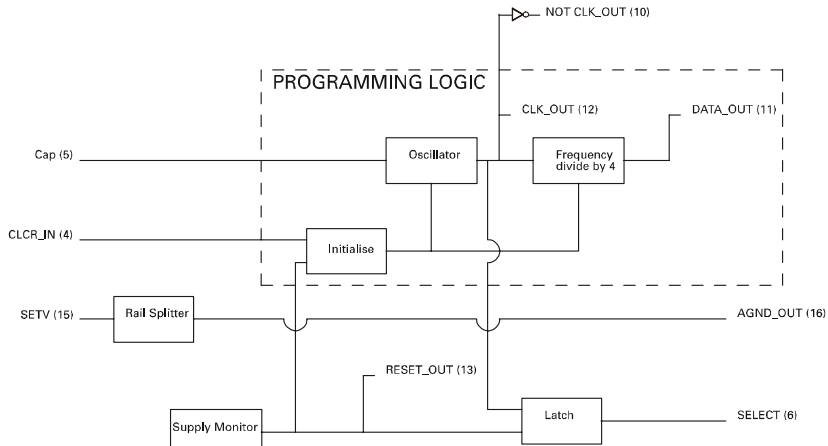 NOT CLK_OUT (10)
PROGRAMMING LOGIC
CLK_OUT (12)
DATA_OUT (11)
Cap (5)
Oscillator
Frequency
divide by 4
CLCR_IN (4)
Initialise
SETV (15)
Rail Splitter
AGND_OUT (16)
RESET_OUT (13)
Supply Monitor
Latch
SELECT (6)